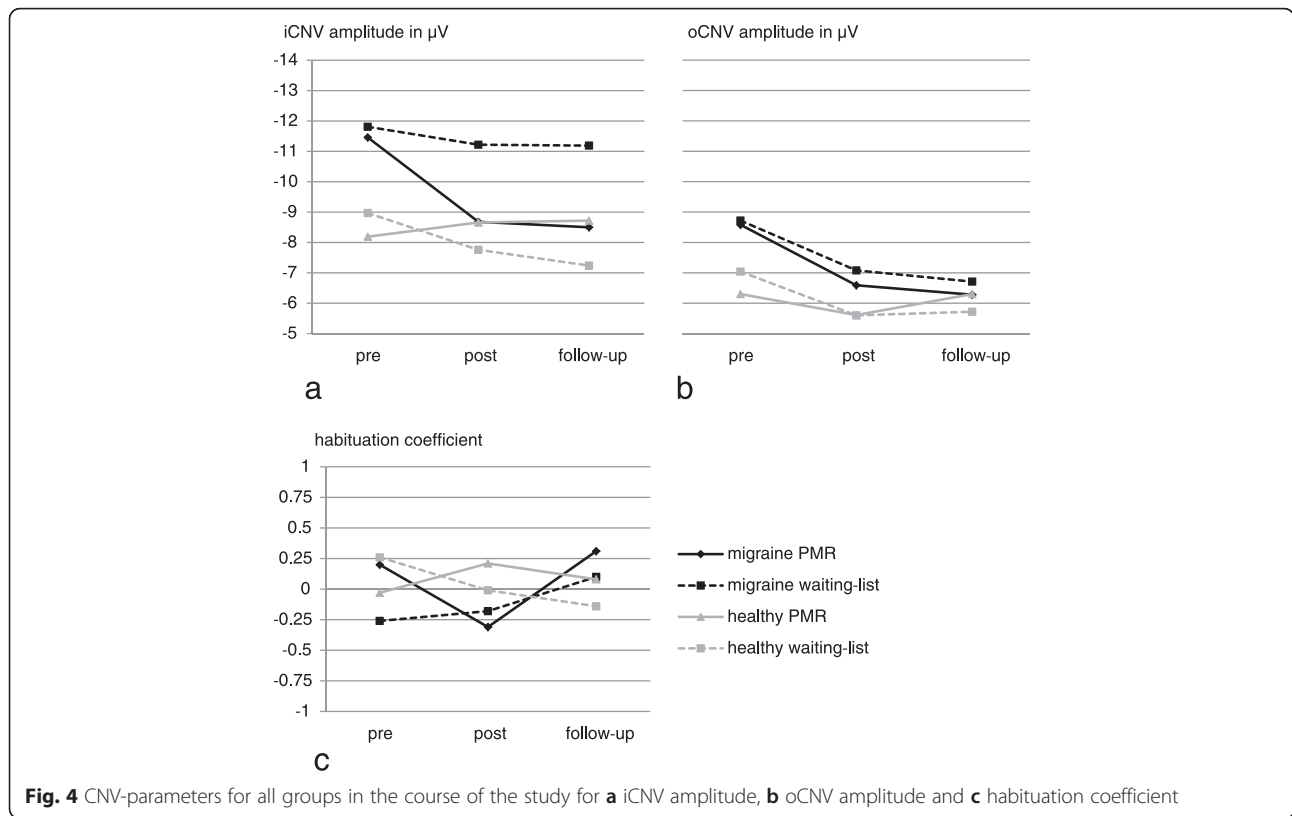 iCNV amplitude in µV
-14
-13
-12
-11
-10
-9
-8
-7
-6
-5
pre post follow-up
a
oCNV amplitude in µV
pre post follow-up
b
habituation coefficient
1
0.75
0.5
0.25
0
-0.25
-0.5
-0.75
-1
pre post follow-up
c
migraine PMR
migraine waiting-list
healthy PMR
healthy waiting-list
Fig. 4 CNV-parameters for all groups in the course of the study for a iCNV amplitude, b oCNV amplitude and c habituation coefficient